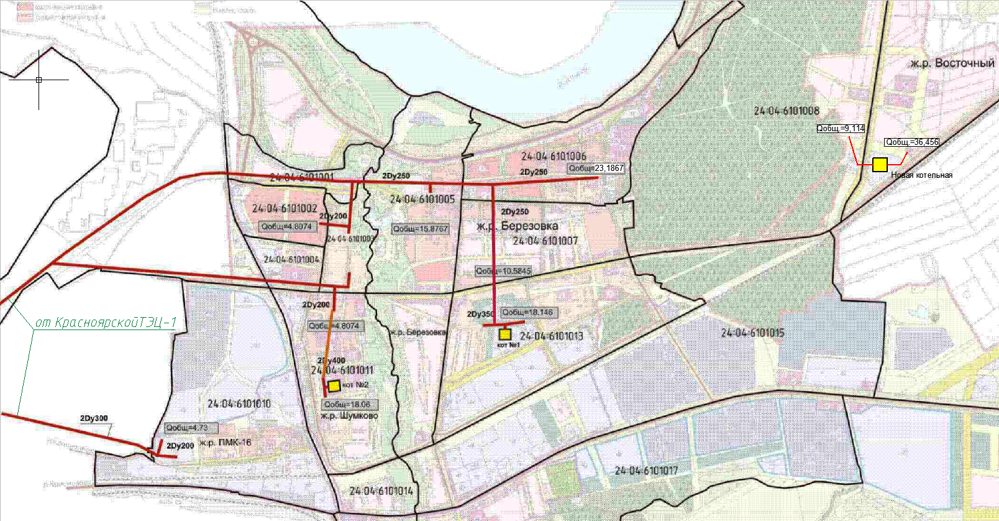 ж.р. Восточный
24:04:6101008
Qобщ.=9,114
Qобщ.=36,456
24:04:6101006
2Dy250
Qобщ=23,1867
Новая котельная
24:04:6101001
2Dy250
24:04:6101005
24:04:6101002
2Dy200
Qобщ=4.8074
24:04:6101003
Qобщ=15.8767
2Dy250
ж.р. Березовка
24:04:6101007
24:04:6101004
Qобщ=10.5845
2Dy200
Qобщ=4.8074
2Dy350
Qобщ=18.146
от КрасноярскойТЭЦ-1
ж.р. Березовка
24:04:6101013
кот №1
24:04:6101015
2Dy400
24:04:6101011
кот №2
Qобщ=18.06
ж.р. Шумково
24:04:6101010
2Dy300
Qобщ=4.73
2Dy200
ж.р. ПМК-16
24:04:6101017
24:04:6101014